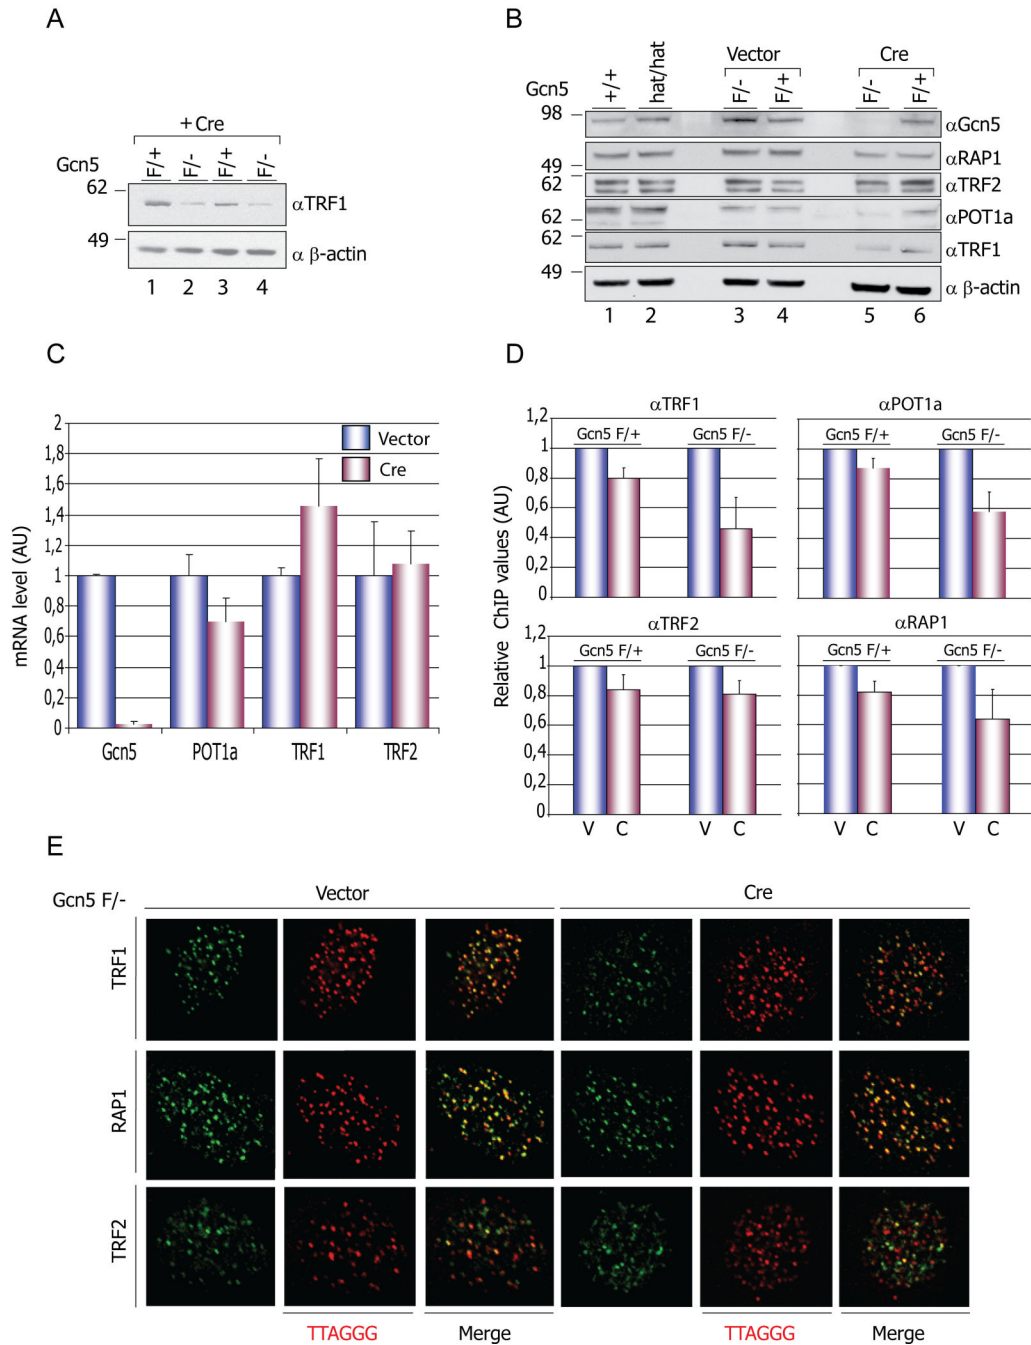 A
+ Cre
Gcn5 F/+ F/- F/+ F/-
62
αTRF1
49
α β-actin
1 2 3 4
B
Vector Cre
Gcn5 +/+ hat/hat F/- F/+ F/- F/+
98
αGcn5
αRAP1
49
62
αTRF2
αPOT1a
62
62
αTRF1
49
α β-actin
1 2 3 4 5 6
C
mRNA level (AU)
2
1,8
1,6
1,4
1,2
1
0,8
0,6
0,4
0,2
0
Vector
Cre
Gcn5 POT1a TRF1 TRF2
D
Relative ChIP values (AU)
αTRF1 αPOT1a
1,2
1
0,8
0,6
0,4
0,2
0
Gcn5 F/+ Gcn5 F/- Gcn5 F/+ Gcn5 F/-
αTRF2 αRAP1
1,2
1
0,8
0,6
0,4
0,2
0
Gcn5 F/+ Gcn5 F/- Gcn5 F/+ Gcn5 F/-
V C V C V C V C
E
Gcn5 F/- Vector Cre
TRF1
RAP1
TRF2
TTAGGG Merge TTAGGG Merge